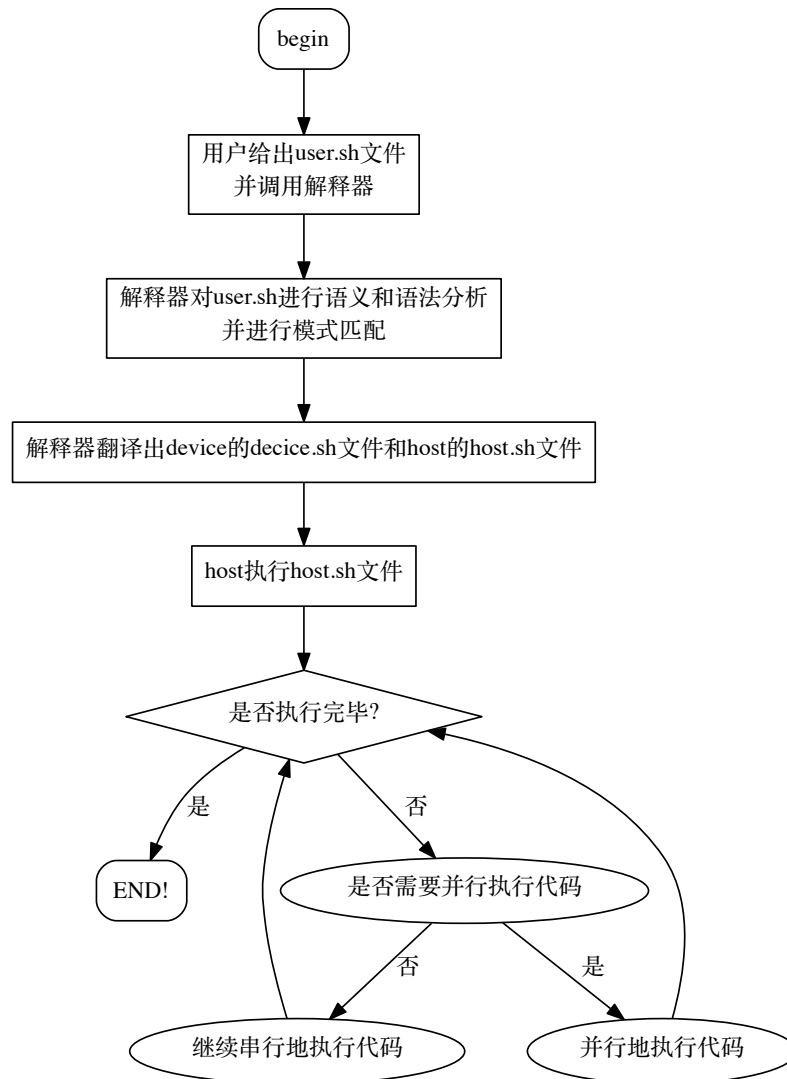 begin
用户给出user.sh文件
并调用解释器
解释器对user.sh进行语义和语法分析
并进行模式匹配
解释器翻译出device的decice.sh文件和host的host.sh文件
host执行host.sh文件
是否执行完毕?
是
否
END!
是否需要并行执行代码
否
是
继续串行地执行代码
并行地执行代码